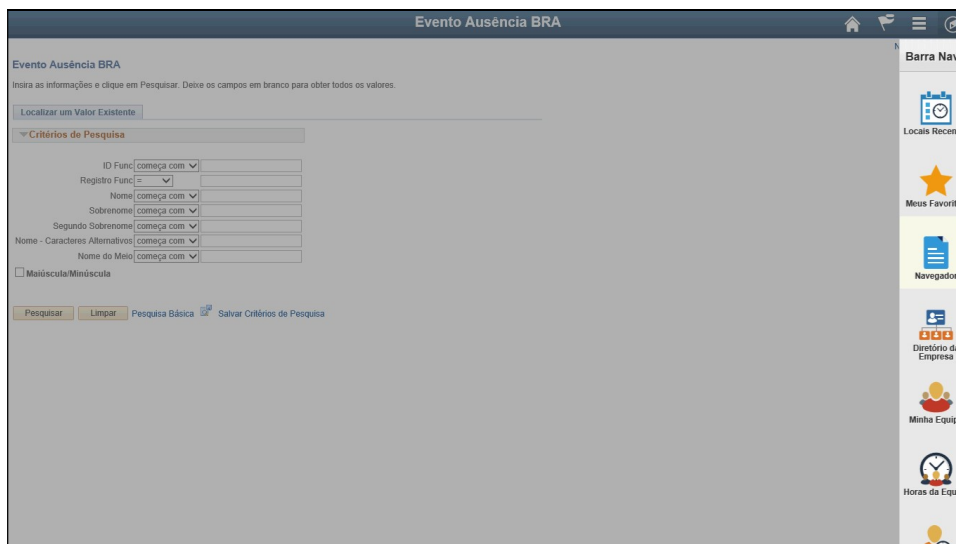 Evento Ausência BRA
N
Barra Nav
Evento Ausência BRA
Insira as informações e clique em Pesquisar. Deixe os campos em branco para obter todos os valores.
Localizar um Valor Existente
Critérios de Pesquisa
ID Func começa com
Registro Func =
Nome começa com
Sobrenome começa com
Segundo Sobrenome começa com
Nome - Caracteres Alternativos começa com
Nome do Meio começa com
Maiúscula/Minúscula
Pesquisar Limpar Pesquisa Básica Salvar Critérios de Pesquisa
Locais Recen
Meus Favorit
Navegador
Diretório da
Empresa
Minha Equip
Horas da Equ